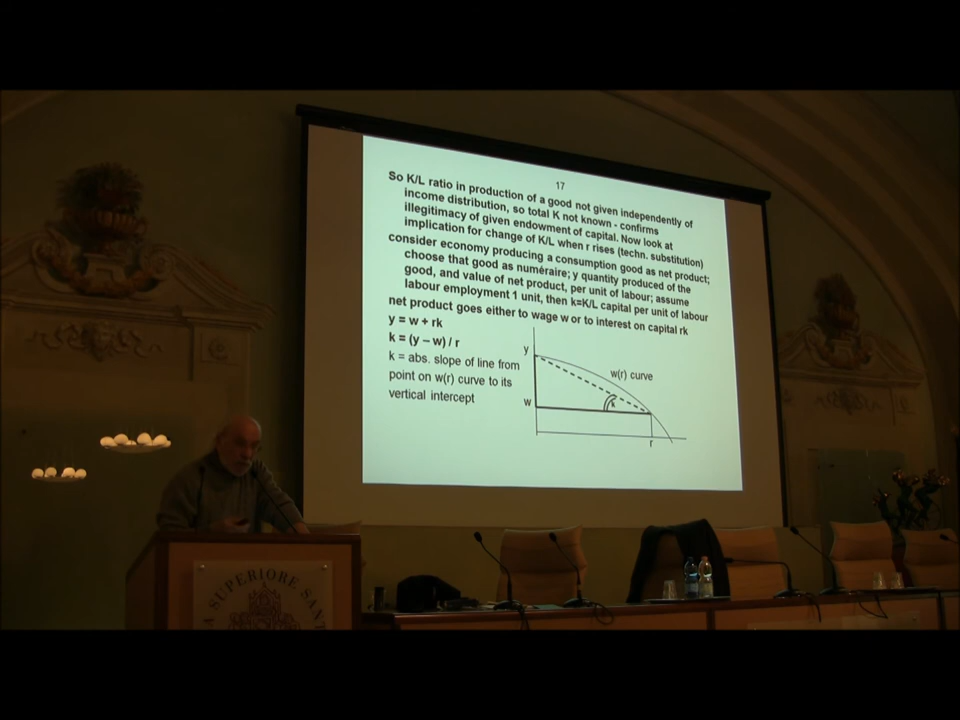 17
So K/L ratio in production of a good not given independently of
income distribution, so total K not known - confirms
illegitimacy of given endowment of capital. Now look at
implication for change of K/L when r rises (techn. substitution)
consider economy producing a consumption good as net product;
choose that good as numéraire; y quantity produced of the
good, and value of net product, per unit of labour; assume
labour employment 1 unit, then k=K/L capital per unit of labour
net product goes either to wage w or to interest on capital rk
y = w + rk
k = (y – w) / r
k = abs. slope of line from
point on w(r) curve to its
vertical intercept
y
w(r) curve
w
k
r
A SUPERIORE SANT